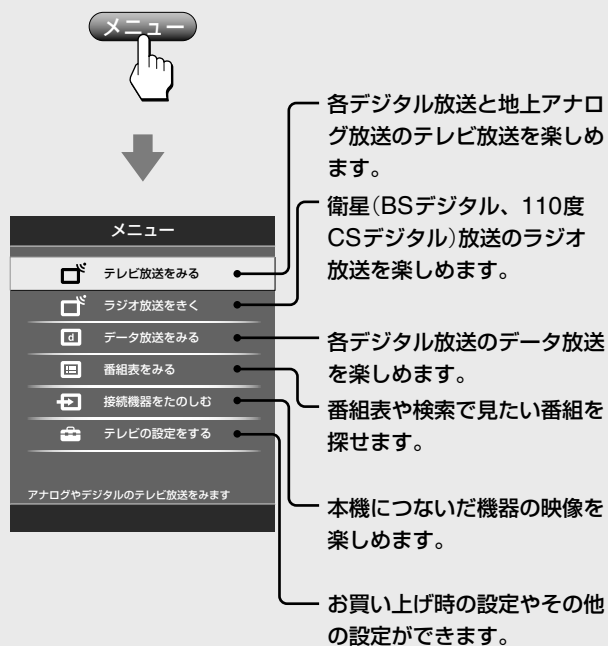 メニュー
メニュー
テレビ放送をみる
ラジオ放送をきく
d データ放送をみる
番組表をみる
接続機器をたのしむ
テレビの設定をする
アナログやデジタルのテレビ放送をみます
各デジタル放送と地上アナロ
グ放送のテレビ放送を楽しめ
ます。
衛星(BSデジタル、110度
CSデジタル)放送のラジオ
放送を楽しめます。
各デジタル放送のデータ放送
を楽しめます。
番組表や検索で見たい番組を
探せます。
本機につないだ機器の映像を
楽しめます。
お買い上げ時の設定やその他
の設定ができます。